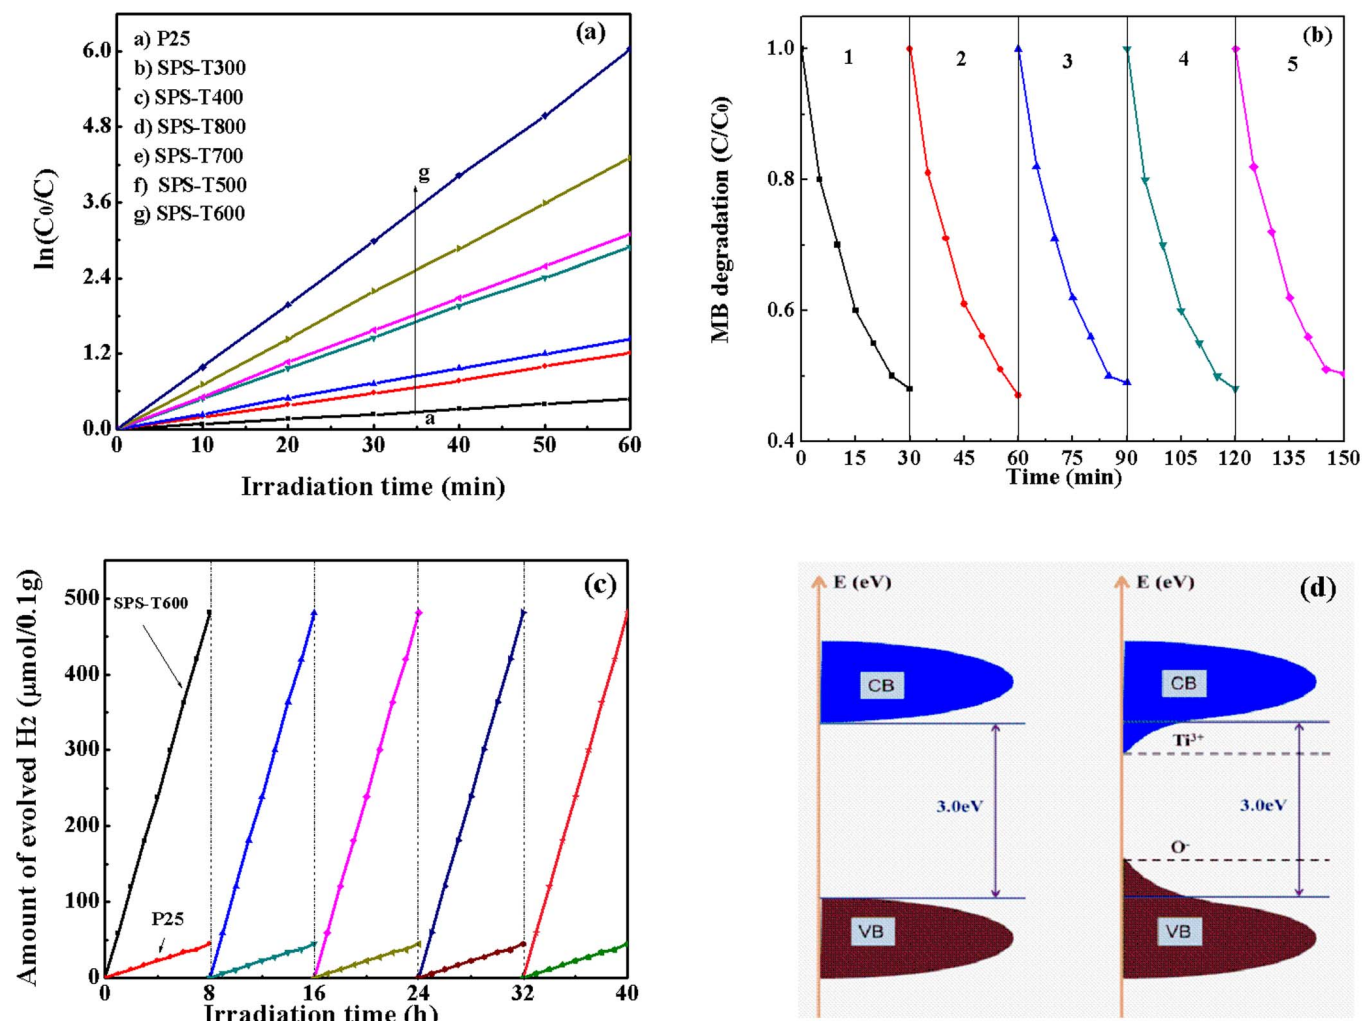 (a)
a) P25
b) SPS-T300
c) SPS-T400
d) SPS-T800
e) SPS-T700
f) SPS-T500
g) SPS-T600
g
a
6.0
4.8
3.6
2.4
1.2
0.0
ln(C0/C)
0 10 20 30 40 50 60
Irradiation time (min)
(b)
1 2 3 4 5
1.0
0.8
0.6
0.4
MB degradation (C/C0)
0 15 30 45 60 75 90 105 120 135 150
Time (min)
(c)
SPS-T600
P25
500
400
300
200
100
0
Amount of evolved H2 (μmol/0.1g)
0 8 16 24 32 40
Irradiation time (h)
(d)
E (eV)
CB
3.0eV
VB
E (eV)
CB
Ti3+
3.0eV
O-
VB